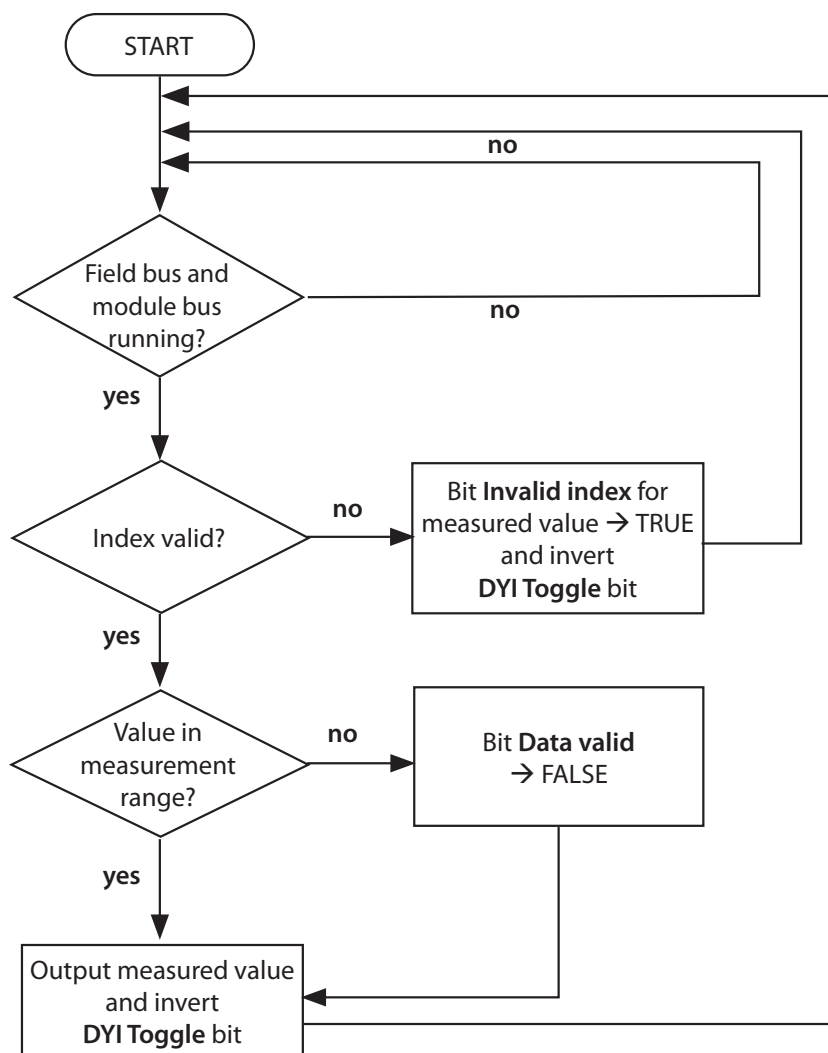 START
no
Field bus and
module bus
running?
no
yes
Index valid?
no
Bit Invalid index for
measured value → TRUE
and invert
DYI Toggle bit
yes
Value in
measurement
range?
no
Bit Data valid
→ FALSE
yes
Output measured value
and invert
DYI Toggle bit